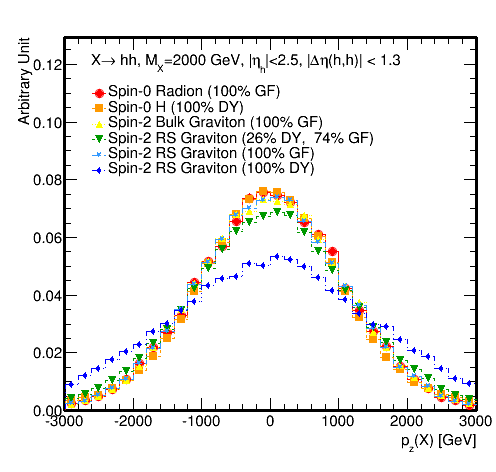 Arbitrary Unit
X→ hh, M_X=2000 GeV, |η_h|<2.5, |Δη(h,h)| < 1.3
Spin-0 Radion (100% GF)
Spin-0 H (100% DY)
Spin-2 Bulk Graviton (100% GF)
Spin-2 RS Graviton (26% DY, 74% GF)
Spin-2 RS Graviton (100% GF)
Spin-2 RS Graviton (100% DY)
0.12
0.10
0.08
0.06
0.04
0.02
0.00
-3000 -2000 -1000 0 1000 2000 3000
p_z(X) [GeV]